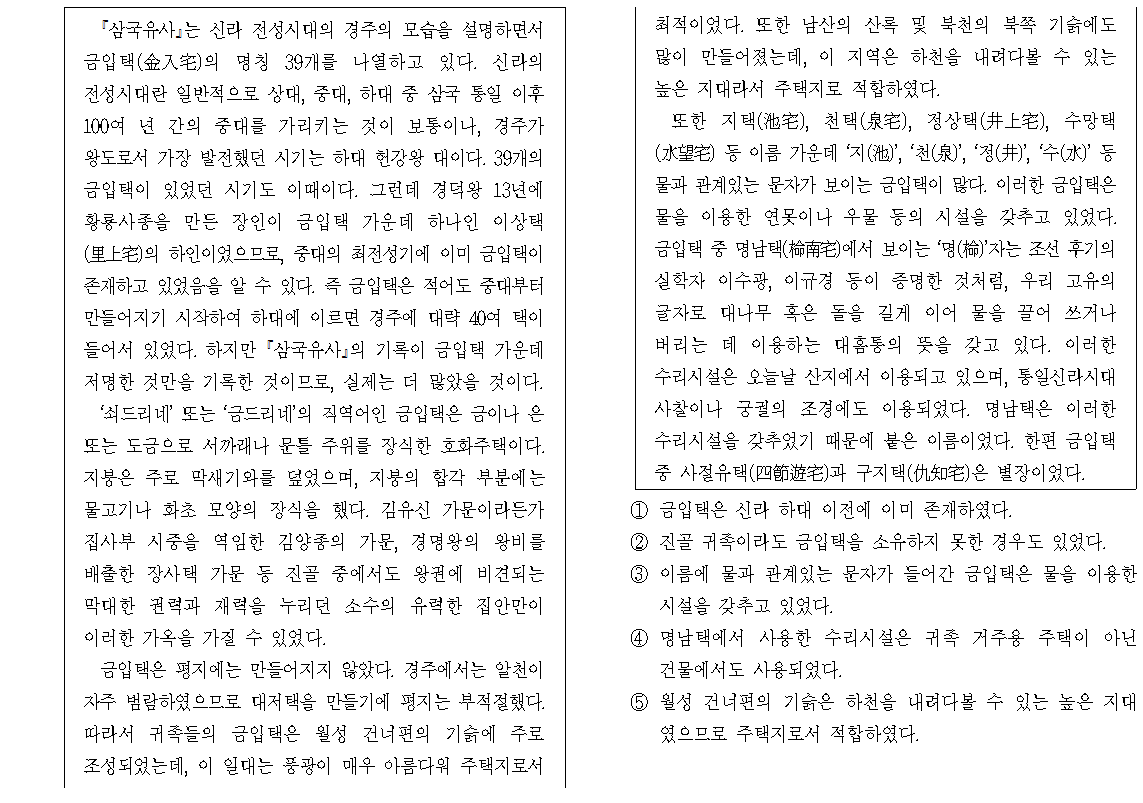 『삼국유사』는 신라 전성시대의 경주의 모습을 설명하면서
금입택(金入宅)의 명칭 39개를 나열하고 있다. 신라의
전성시대란 일반적으로 상대, 중대, 하대 중 삼국 통일 이후
100여 년 간의 중대를 가리키는 것이 보통이나, 경주가
왕도로서 가장 발전했던 시기는 하대 헌강왕 대이다. 39개의
금입택이 있었던 시기도 이때이다. 그런데 경덕왕 13년에
황룡사종을 만든 장인이 금입택 가운데 하나인 이상택
(里上宅)의 하인이었으므로, 중대의 최전성기에 이미 금입택이
존재하고 있었음을 알 수 있다. 즉 금입택은 적어도 중대부터
만들어지기 시작하여 하대에 이르면 경주에 대략 40여 택이
들어서 있었다. 하지만 『삼국유사』의 기록이 금입택 가운데
저명한 것만을 기록한 것이므로, 실제는 더 많았을 것이다.
‘쇠드리네’ 또는 ‘금드리네’의 직역어인 금입택은 금이나 은
또는 도금으로 서까래나 문틀 주위를 장식한 호화주택이다.
지붕은 주로 막새기와를 덮었으며, 지붕의 합각 부분에는
물고기나 화초 모양의 장식을 했다. 김유신 가문이라든가
집사부 시중을 역임한 김양종의 가문, 경명왕의 왕비를
배출한 장사택 가문 등 진골 중에서도 왕권에 비견되는
막대한 권력과 재력을 누리던 소수의 유력한 집안만이
이러한 가옥을 가질 수 있었다.
금입택은 평지에는 만들어지지 않았다. 경주에서는 알천이
자주 범람하였으므로 대저택을 만들기에 평지는 부적절했다.
따라서 귀족들의 금입택은 월성 건너편의 기슭에 주로
조성되었는데, 이 일대는 풍광이 매우 아름다워 주택지로서
최적이었다. 또한 남산의 산록 및 북천의 북쪽 기슭에도
많이 만들어졌는데, 이 지역은 하천을 내려다볼 수 있는
높은 지대라서 주택지로 적합하였다.
또한 지택(池宅), 천택(泉宅), 정상택(井上宅), 수망택
(水望宅) 등 이름 가운데 ‘지(池)’, ‘천(泉)’, ‘정(井)’, ‘수(水)’ 등
물과 관계있는 문자가 보이는 금입택이 많다. 이러한 금입택은
물을 이용한 연못이나 우물 등의 시설을 갖추고 있었다.
금입택 중 명남택(椧南宅)에서 보이는 ‘명(椧)’자는 조선 후기의
실학자 이수광, 이규경 등이 증명한 것처럼, 우리 고유의
글자로 대나무 혹은 돌을 길게 이어 물을 끌어 쓰거나
버리는 데 이용하는 대홈통의 뜻을 갖고 있다. 이러한
수리시설은 오늘날 산지에서 이용되고 있으며, 통일신라시대
사찰이나 궁궐의 조경에도 이용되었다. 명남택은 이러한
수리시설을 갖추었기 때문에 붙은 이름이었다. 한편 금입택
중 사절유택(四節遊宅)과 구지택(仇知宅)은 별장이었다.
① 금입택은 신라 하대 이전에 이미 존재하였다.
② 진골 귀족이라도 금입택을 소유하지 못한 경우도 있었다.
③ 이름에 물과 관계있는 문자가 들어간 금입택은 물을 이용한
시설을 갖추고 있었다.
④ 명남택에서 사용한 수리시설은 귀족 거주용 주택이 아닌
건물에서도 사용되었다.
⑤ 월성 건너편의 기슭은 하천을 내려다볼 수 있는 높은 지대
였으므로 주택지로서 적합하였다.